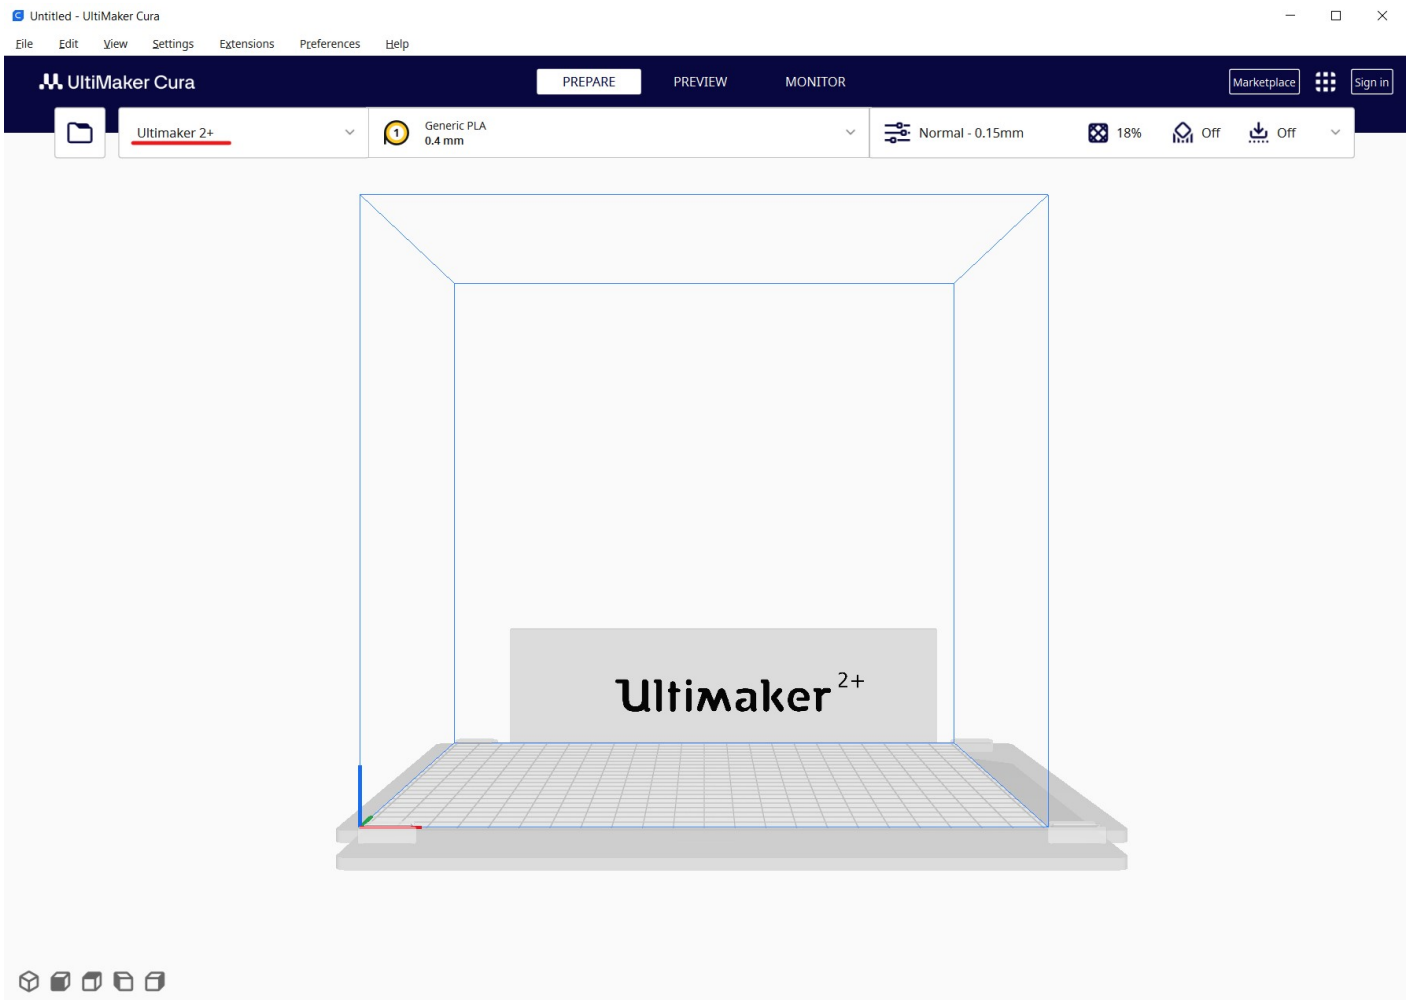 Untitled - UltiMaker Cura
File Edit View Settings Extensions Preferences Help
UltiMaker Cura PREPARE PREVIEW MONITOR Marketplace Sign in
Ultimaker 2+
1
Generic PLA
0.4 mm
Normal - 0.15mm 18% Off Off
Ultimaker 2+